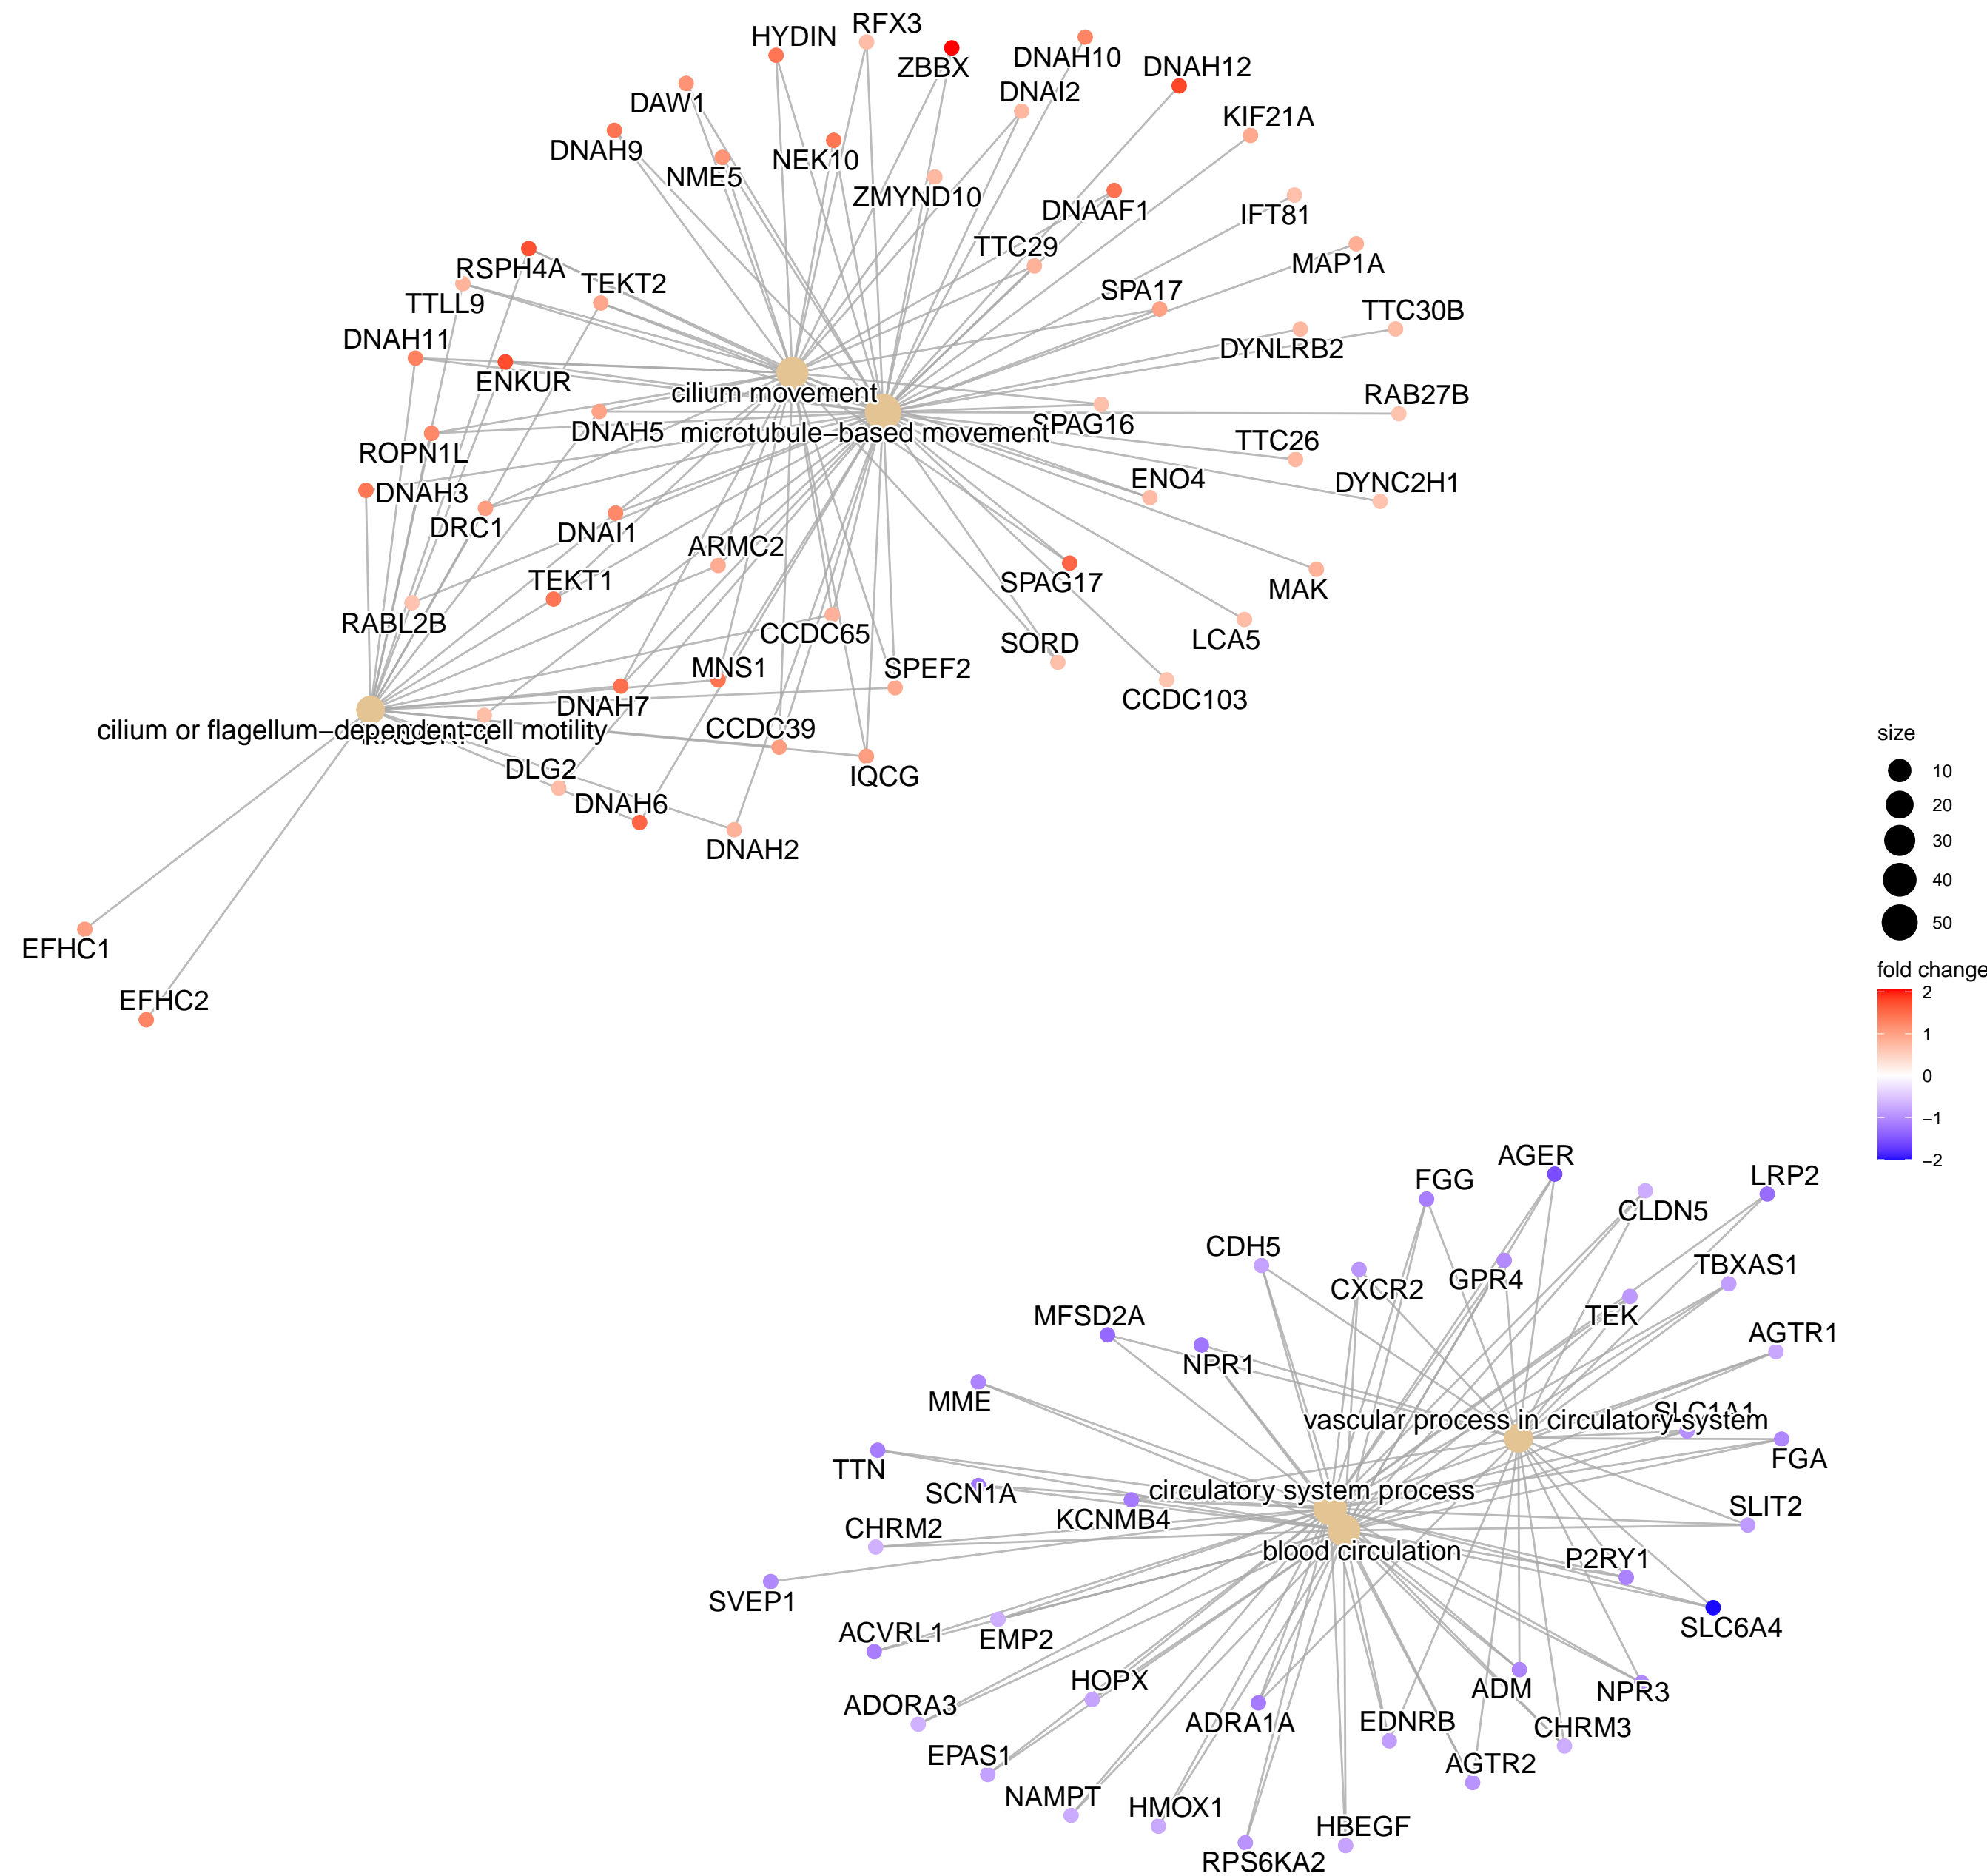 RFX3
HYDIN
ZBBX
DNAH10
DNAH12
DAW1
DNAI2
KIF21A
DNAH9
NEK10
NME5
ZMYND10
DNAAF1
IFT81
TTC29
MAP1A
RSPH4A
TEKT2
TTLL9
SPA17
TTC30B
DNAH11
DYNLRB2
ENKUR
cilium movement
RAB27B
DNAH5
microtubule–based movement
SPAG16
TTC26
ROPN1L
ENO4
DYNC2H1
DNAH3
DRC1
DNAI1
ARMC2
TEKT1
SPAG17
MAK
RABL2B
CCDC65
SORD
LCA5
MNS1
SPEF2
DNAH7
CCDC103
cilium or flagellum–dependent cell motility
CCDC39
DLG2
IQCG
DNAH6
DNAH2
EFHC1
EFHC2
size
10
20
30
40
50
fold change
2
1
0
–1
–2
AGER
FGG
LRP2
CLDN5
CDH5
CXCR2
GPR4
TBXAS1
MFSD2A
TEK
AGTR1
NPR1
MME
SLC1A1
vascular process in circulatory system
FGA
TTN
SCN1A
circulatory system process
KCNMB4
SLIT2
CHRM2
blood circulation
P2RY1
SVEP1
SLC6A4
ACVRL1
EMP2
HOPX
ADM
NPR3
ADORA3
ADRA1A
EDNRB
CHRM3
EPAS1
AGTR2
NAMPT
HMOX1
HBEGF
RPS6KA2